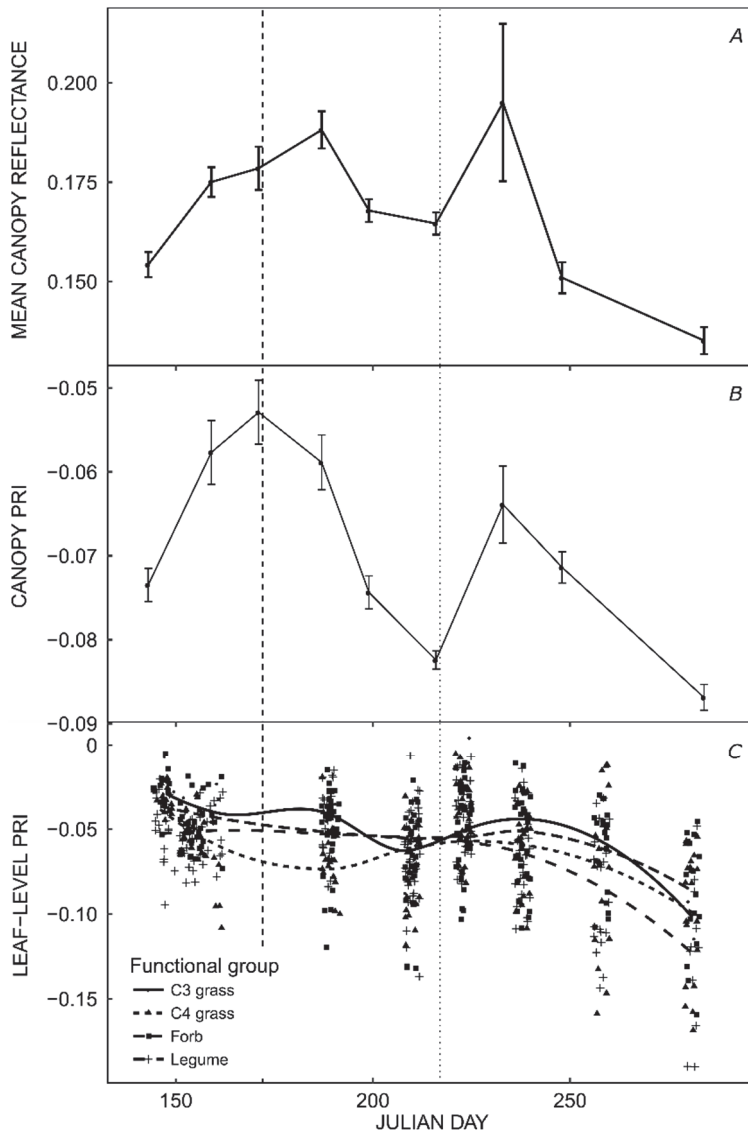 A
MEAN CANOPY REFLECTANCE
0.200
0.175
0.150
B
CANOPY PRI
−0.05
−0.06
−0.07
−0.08
−0.09
C
LEAF−LEVEL PRI
0
−0.05
−0.10
−0.15
Functional group
C3 grass
C4 grass
Forb
Legume
150 200 250
JULIAN DAY